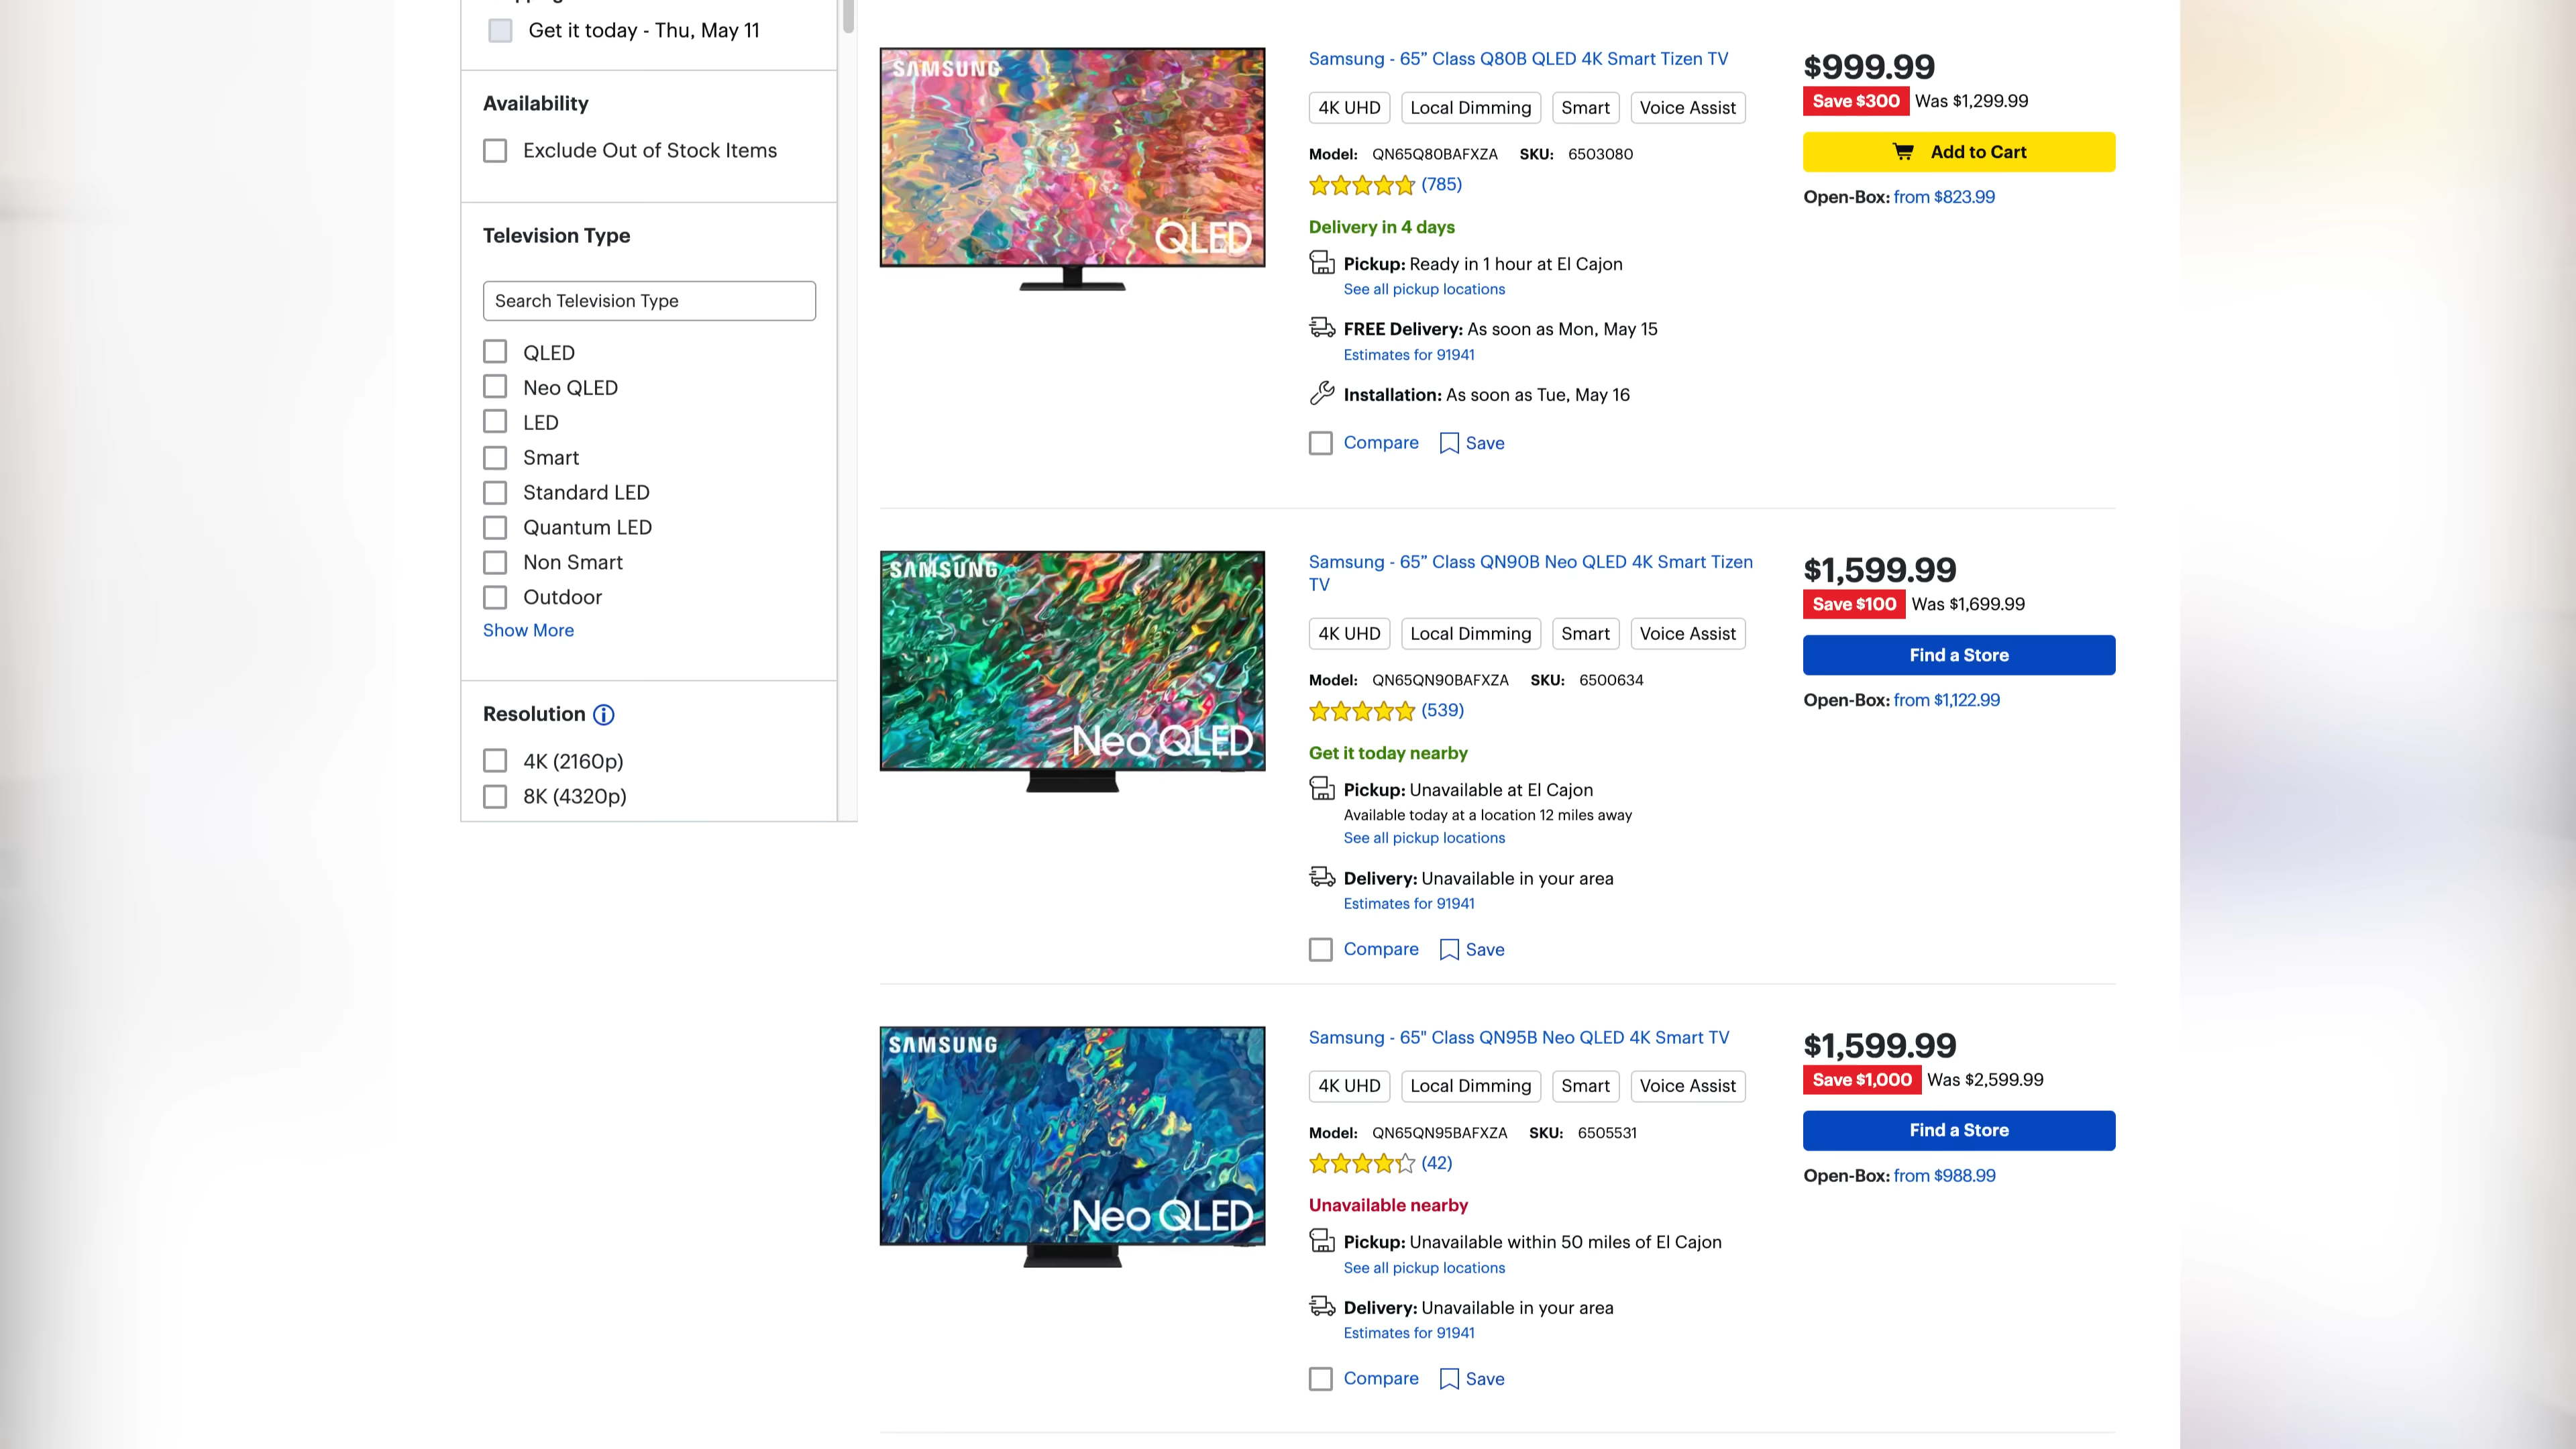 Get it today - Thu, May 11
Availability
Exclude Out of Stock Items
Television Type
Search Television Type
QLED
Neo QLED
LED
Smart
Standard LED
Quantum LED
Non Smart
Outdoor
Show More
Resolution
4K (2160p)
8K (4320p)
SAMSUNG
QLED
Samsung - 65” Class Q80B QLED 4K Smart Tizen TV
4K UHD Local Dimming Smart Voice Assist
Model: QN65Q80BAFXZA SKU: 6503080
(785)
Delivery in 4 days
Pickup: Ready in 1 hour at El Cajon
See all pickup locations
FREE Delivery: As soon as Mon, May 15
Estimates for 91941
Installation: As soon as Tue, May 16
Compare Save
$999.99
Save $300 Was $1,299.99
Add to Cart
Open-Box: from $823.99
SAMSUNG
Neo QLED
Samsung - 65” Class QN90B Neo QLED 4K Smart Tizen
TV
4K UHD Local Dimming Smart Voice Assist
Model: QN65QN90BAFXZA SKU: 6500634
(539)
Get it today nearby
Pickup: Unavailable at El Cajon
Available today at a location 12 miles away
See all pickup locations
Delivery: Unavailable in your area
Estimates for 91941
Compare Save
$1,599.99
Save $100 Was $1,699.99
Find a Store
Open-Box: from $1,122.99
SAMSUNG
Neo QLED
Samsung - 65" Class QN95B Neo QLED 4K Smart TV
4K UHD Local Dimming Smart Voice Assist
Model: QN65QN95BAFXZA SKU: 6505531
(42)
Unavailable nearby
Pickup: Unavailable within 50 miles of El Cajon
See all pickup locations
Delivery: Unavailable in your area
Estimates for 91941
Compare Save
$1,599.99
Save $1,000 Was $2,599.99
Find a Store
Open-Box: from $988.99